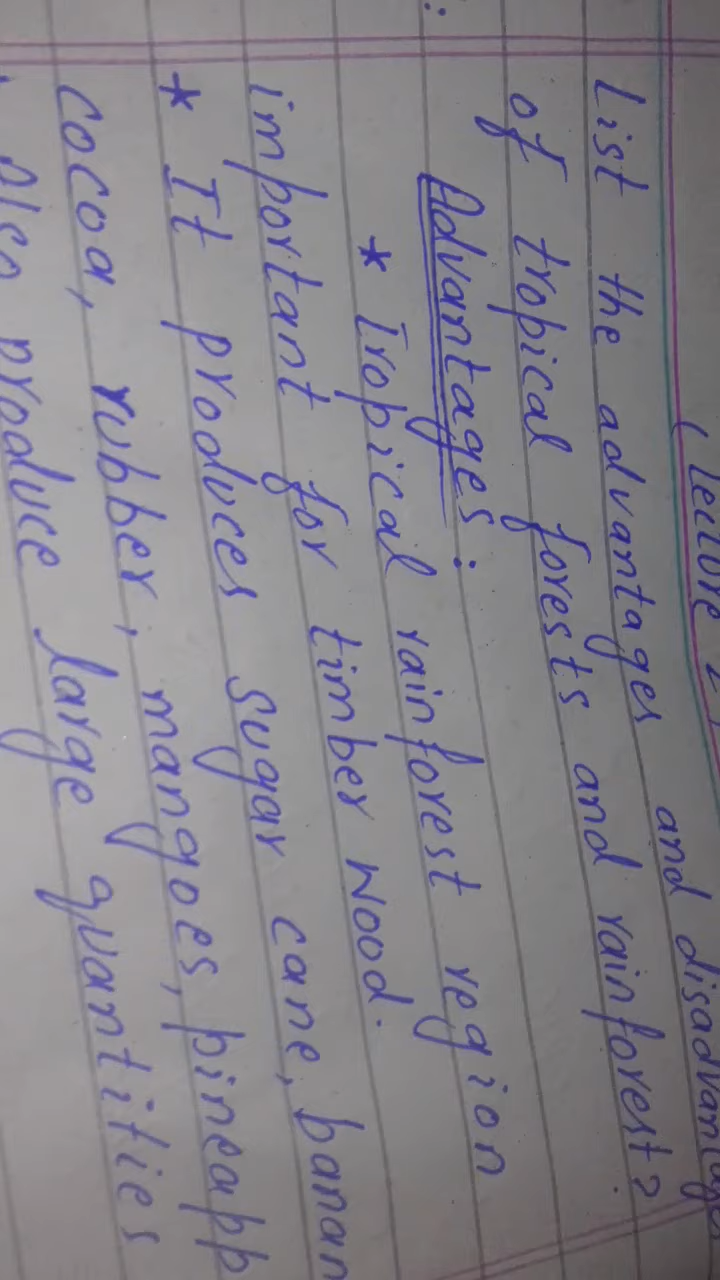 (lecture
List the advantages and disadvantage
of tropical forests and rainforest?
:
Advantages:
* Tropical rainforest region
important for timber wood.
* It produces sugar cane, banan
cocoa, rubber, mangoes, pineapp
Also produce large quantities